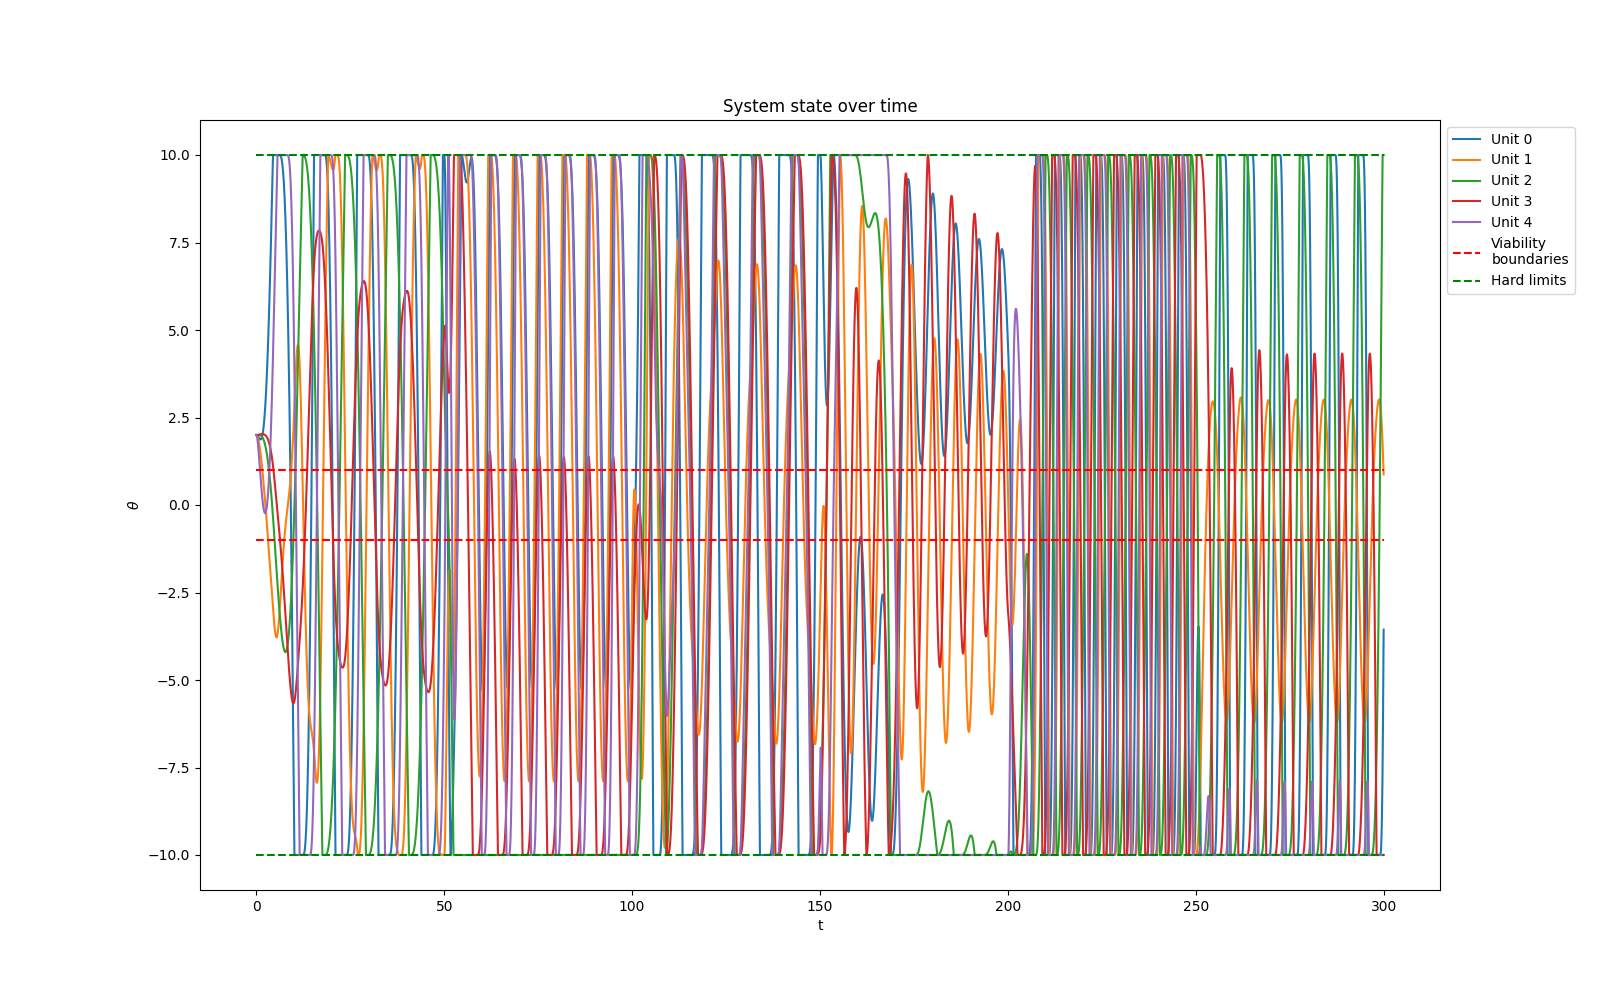 System state over time
10.0
7.5
5.0
2.5
0.0
−2.5
−5.0
−7.5
−10.0
θ
0
50
100
150
200
250
300
t
Unit 0
Unit 1
Unit 2
Unit 3
Unit 4
Viability
boundaries
Hard limits